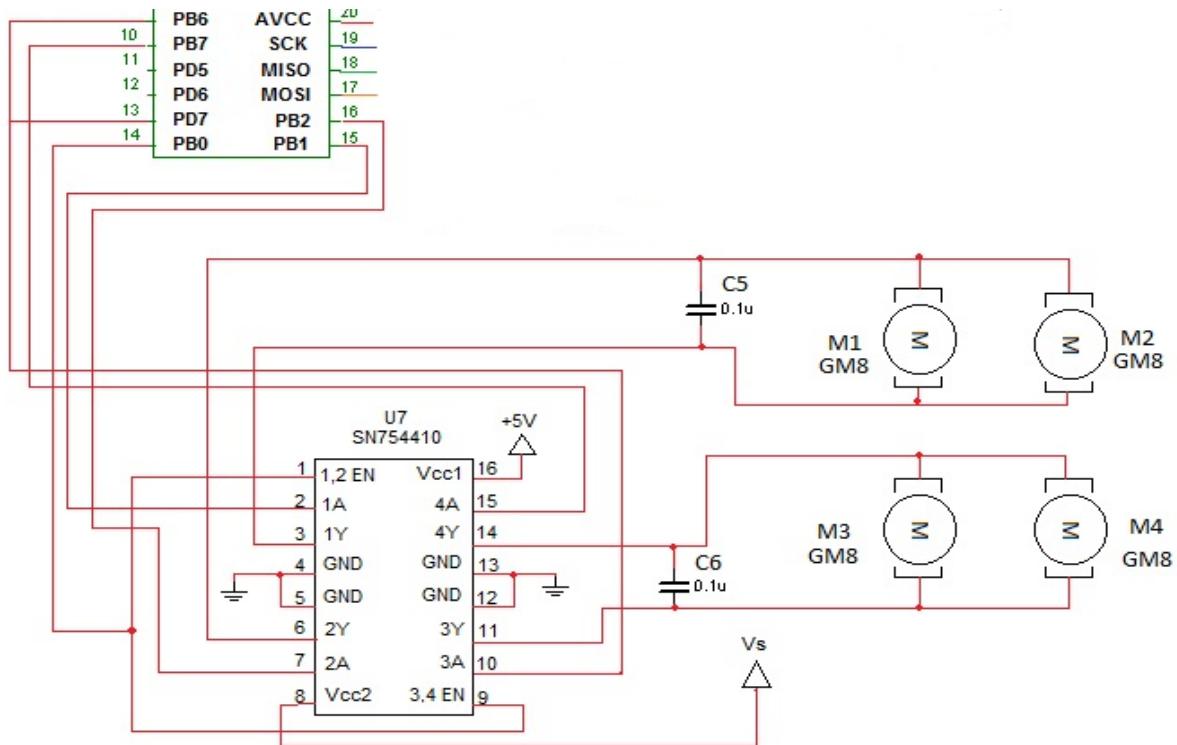 PB6 AVCC 20
10 PB7 SCK 19
11 PD5 MISO 18
12 PD6 MOSI 17
13 PD7 PB2 16
14 PB0 PB1 15
C5
0.1u
M1
GM8
M
M
M2
GM8
U7
SN754410
+5V
1 1,2 EN Vcc1 16
2 1A 4A 15
3 1Y 4Y 14
4 GND GND 13
5 GND GND 12
6 2Y 3Y 11
7 2A 3A 10
8 Vcc2 3,4 EN 9
C6
0.1u
M3
GM8
M
M
M4
GM8
Vs